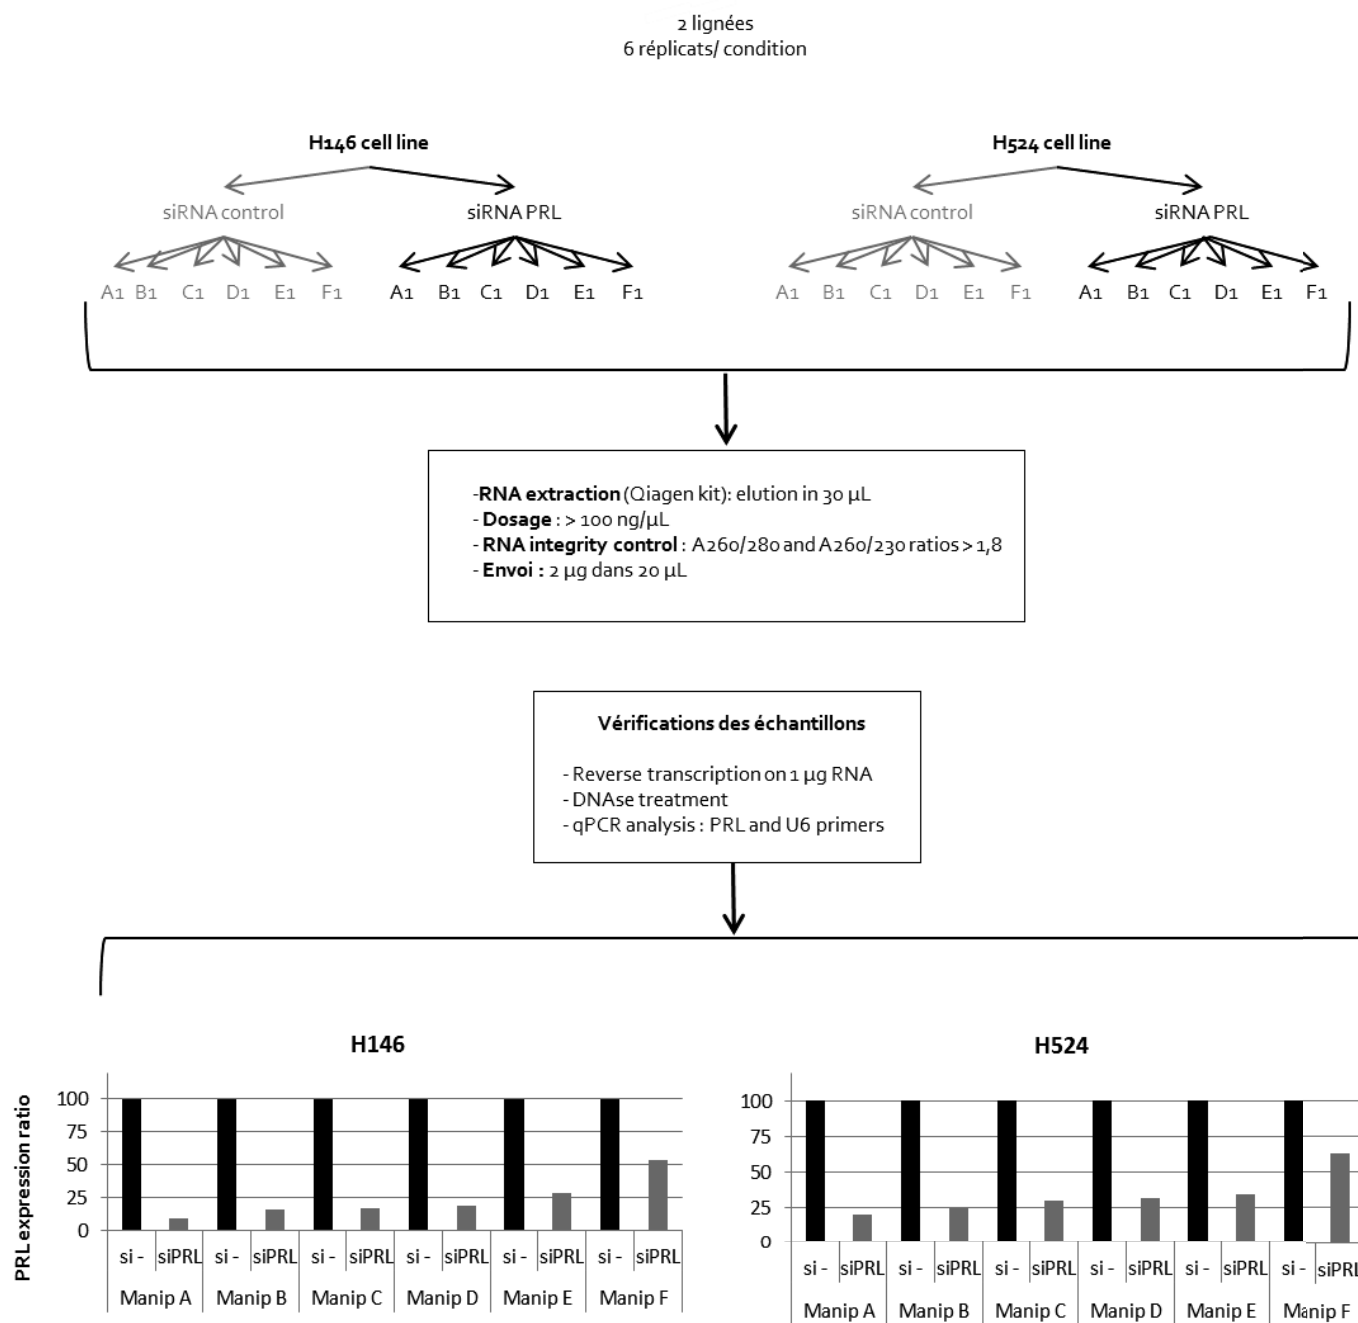 2 lignées
6 réplicats/ condition
H146 cell line
H524 cell line
siRNA control
siRNA PRL
siRNA control
siRNA PRL
A1 B1 C1 D1 E1 F1
A1 B1 C1 D1 E1 F1
A1 B1 C1 D1 E1 F1
A1 B1 C1 D1 E1 F1
-RNA extraction (Qiagen kit): elution in 30 µL
- Dosage : > 100 ng/µL
- RNA integrity control : A260/280 and A260/230 ratios > 1,8
- Envoi : 2 µg dans 20 µL
Vérifications des échantillons
- Reverse transcription on 1 µg RNA
- DNAse treatment
- qPCR analysis : PRL and U6 primers
H146
PRL expression ratio
100
75
50
25
0
si - siPRL si - siPRL si - siPRL si - siPRL si - siPRL si - siPRL
Manip A Manip B Manip C Manip D Manip E Manip F
H524
100
75
50
25
0
si - siPRL si - siPRL si - siPRL si - siPRL si - siPRL si - siPRL
Manip A Manip B Manip C Manip D Manip E Manip F